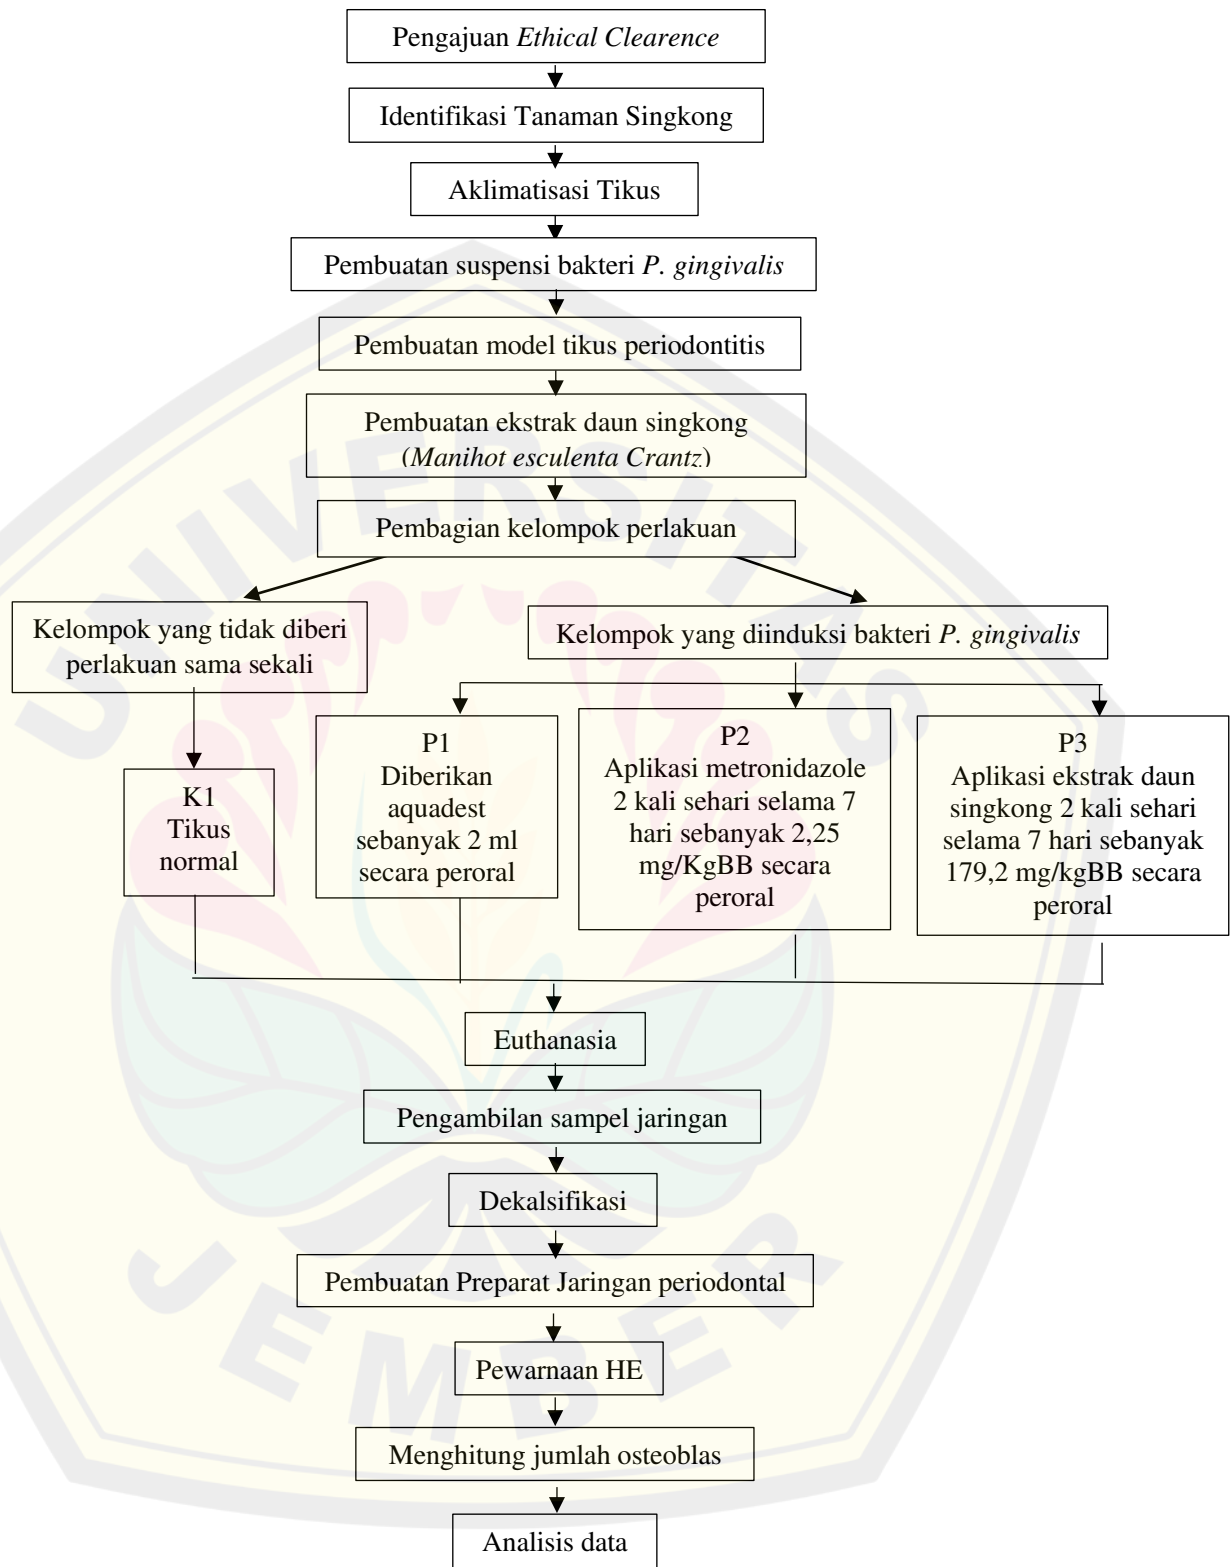 Pengajuan Ethical Clearence
Identifikasi Tanaman Singkong
Aklimatisasi Tikus
Pembuatan suspensi bakteri P. gingivalis
Pembuatan model tikus periodontitis
Pembuatan ekstrak daun singkong
(Manihot esculenta Crantz)
Pembagian kelompok perlakuan
Kelompok yang tidak diberi
perlakuan sama sekali
Kelompok yang diinduksi bakteri P. gingivalis
K1
Tikus
normal
P1
Diberikan
aquadest
sebanyak 2 ml
secara peroral
P2
Aplikasi metronidazole
2 kali sehari selama 7
hari sebanyak 2,25
mg/KgBB secara
peroral
P3
Aplikasi ekstrak daun
singkong 2 kali sehari
selama 7 hari sebanyak
179,2 mg/kgBB secara
peroral
Euthanasia
Pengambilan sampel jaringan
Dekalsifikasi
Pembuatan Preparat Jaringan periodontal
Pewarnaan HE
Menghitung jumlah osteoblas
Analisis data
UNIVERSITAS
JEMBER